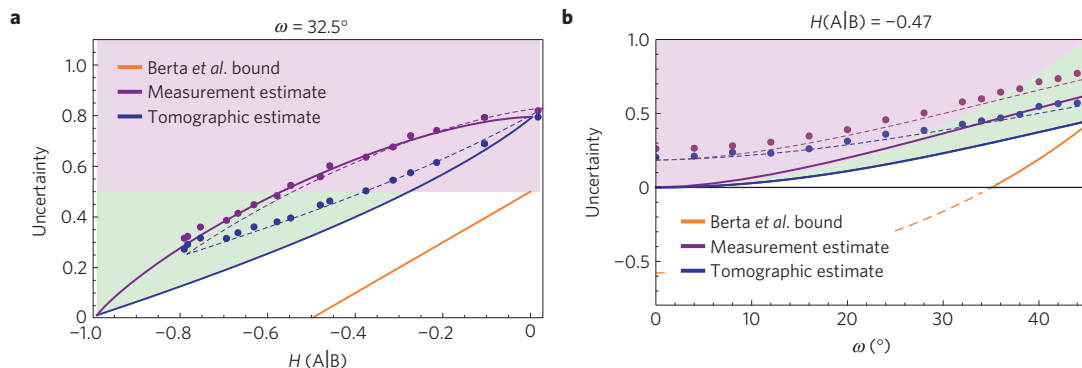 a
ω = 32.5°
Uncertainty
1.0
0.8
0.6
0.4
0.2
0
Berta et al. bound
Measurement estimate
Tomographic estimate
−1.0 −0.8 −0.6 −0.4 −0.2 0
H (A|B)
b
H(A|B) = −0.47
Uncertainty
1.0
0.5
0
−0.5
Berta et al. bound
Measurement estimate
Tomographic estimate
0 10 20 30 40
ω (°)